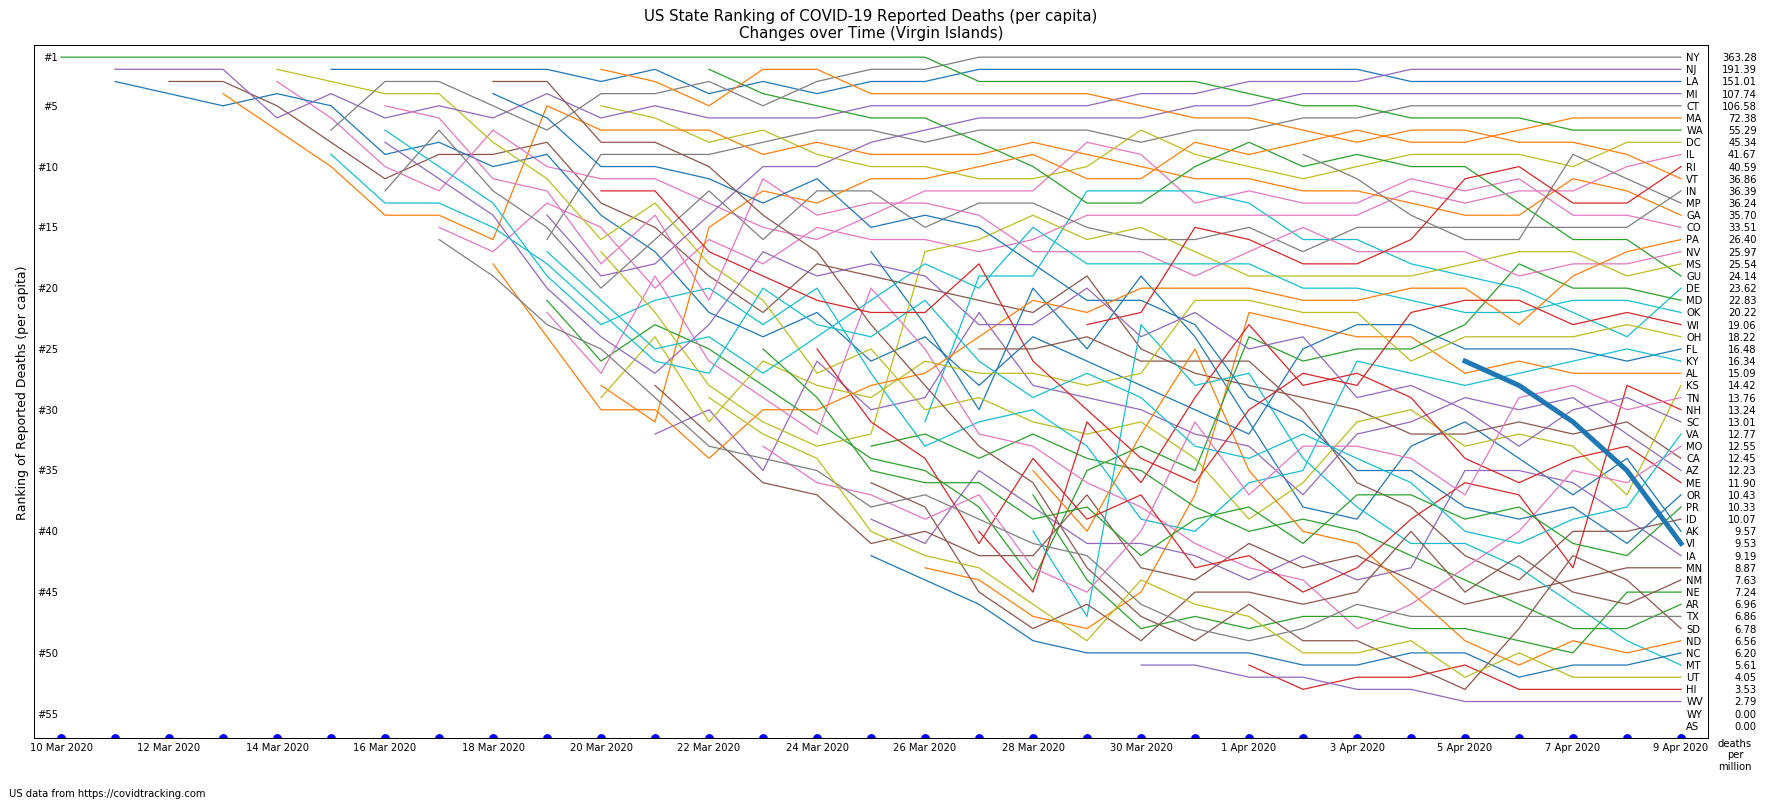 US State Ranking of COVID-19 Reported Deaths (per capita)
Changes over Time (Virgin Islands)
Ranking of Reported Deaths (per capita)
#1
#5
#10
#15
#20
#25
#30
#35
#40
#45
#50
#55
NY 363.28
NJ 191.39
LA 151.01
MI 107.74
CT 106.58
MA 72.38
WA 55.29
DC 45.34
IL 41.67
RI 40.59
VT 36.86
IN 36.39
MP 36.24
GA 35.70
CO 33.51
PA 26.40
NV 25.97
MS 25.54
GU 24.14
DE 23.62
MD 22.83
OK 20.22
WI 19.06
OH 18.22
FL 16.48
KY 16.34
AL 15.09
KS 14.42
TN 13.76
NH 13.24
SC 13.01
VA 12.77
MO 12.55
CA 12.45
AZ 12.23
ME 11.90
OR 10.43
PR 10.33
ID 10.07
AK 9.57
VI 9.53
IA 9.19
MN 8.87
NM 7.63
NE 7.24
AR 6.96
TX 6.86
SD 6.78
ND 6.56
NC 6.20
MT 5.61
UT 4.05
HI 3.53
WV 2.79
WY 0.00
AS 0.00
10 Mar 2020 12 Mar 2020 14 Mar 2020 16 Mar 2020 18 Mar 2020 20 Mar 2020 22 Mar 2020 24 Mar 2020 26 Mar 2020 28 Mar 2020 30 Mar 2020 1 Apr 2020 3 Apr 2020 5 Apr 2020 7 Apr 2020 9 Apr 2020
deaths
per
million
US data from https://covidtracking.com